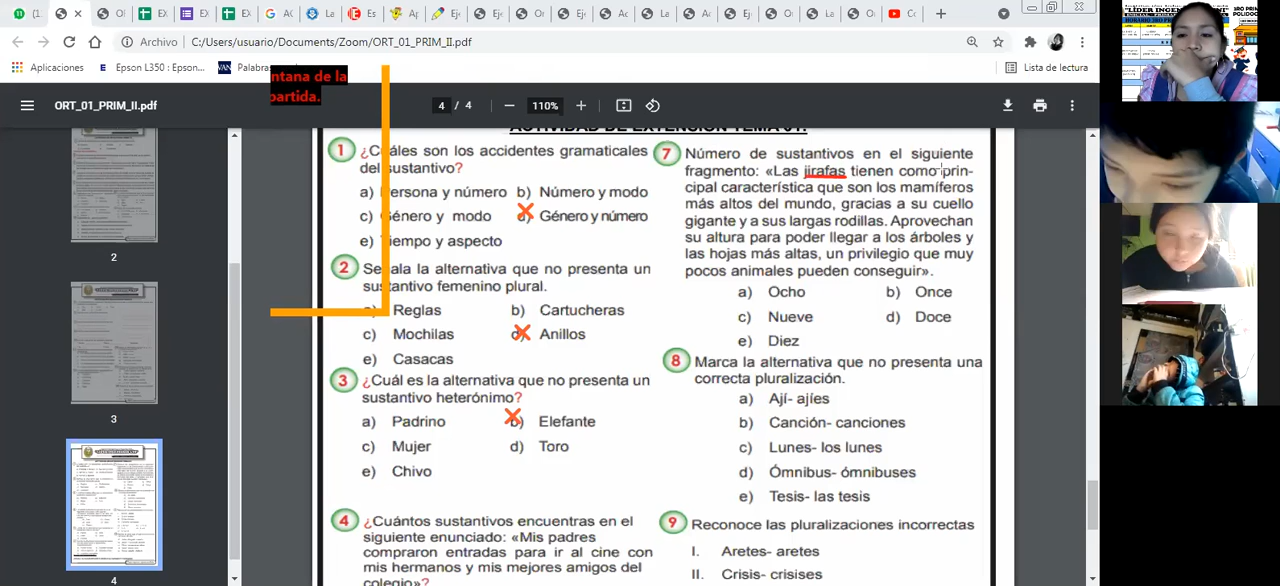 Archivo
C:/Users/usuario/Documents/Zoom/ORT_01_PRIM_II.pdf
Aplicaciones
Epson L350 : Epson...
Palabras
Lista de lectura
ntana de la
partida.
ORT_01_PRIM_II.pdf
4 / 4
110%
2
3
4
1 ¿Cuáles son los accidentes gramaticales
del sustantivo?
a) Persona y número b) Número y modo
c) Género y modo d) Género y número
e) Tiempo y aspecto
2 Señala la alternativa que no presenta un
sustantivo femenino plural.
a) Reglas b) Cartucheras
c) Mochilas d) Anillos
e) Casacas
3 ¿Cuál es la alternativa que no presenta un
sustantivo heterónimo?
a) Padrino b) Elefante
c) Mujer d) Toro
e) Chivo
4 ¿Cuántos sustantivos encuentras en el
siguiente enunciado: «Mis padres
compraron entradas para ir al cine con
mis hermanos y mis mejores amigos del
colegio»?
7 Número de sustantivos en el siguiente
fragmento: «Las jirafas tienen como prin-
cipal característica que son los mamíferos
más altos del mundo, gracias a su cuello
gigante y a sus largas rodillas. Aprovechan
su altura para poder llegar a los árboles y
las hojas más altas, un privilegio que muy
pocos animales pueden conseguir».
a) Ocho b) Once
c) Nueve d) Doce
e) Diez
8 Marca la alternativa que no presenta una
correcta pluralización.
a) Ají- ajíes
b) Canción- canciones
c) Lunes- los lunes
d) Ómnibus- ómnibuses
e) Tesis- las tesis
9 Reconoce las pluralizaciones incorrectas
I. Aretes- aretes
II. Crisis- crisises